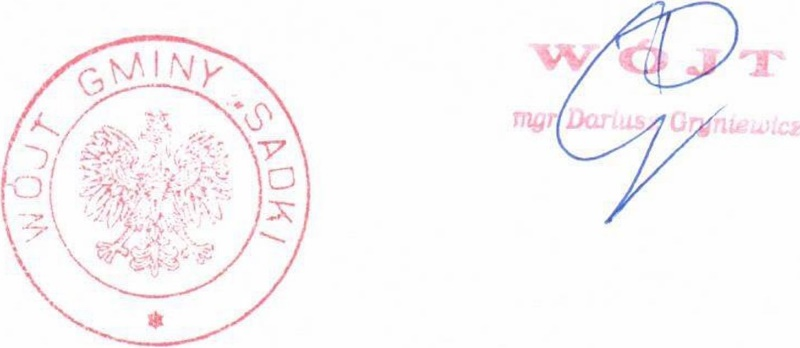 WÓJT GMINY SADKI
WÓJT
mgr Dariusz Gryniewicz